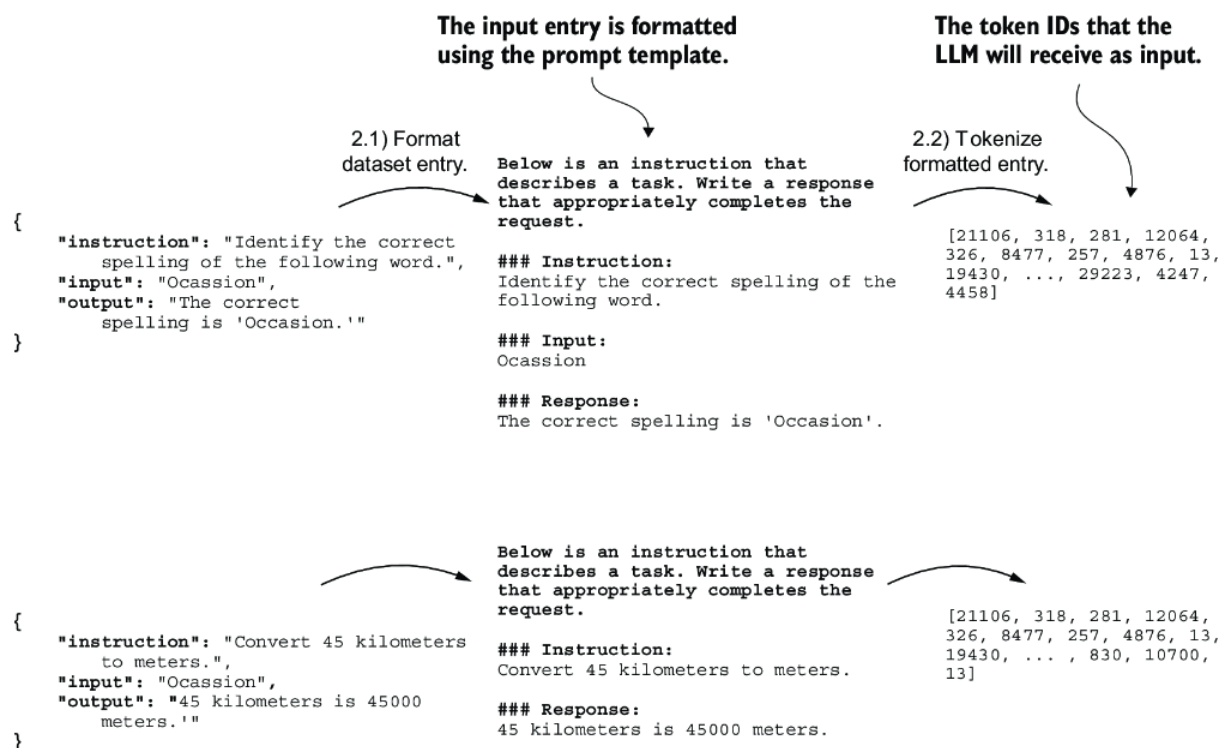 The input entry is formatted
using the prompt template.
The token IDs that the
LLM will receive as input.
2.1) Format
dataset entry.
2.2) Tokenize
formatted entry.
{
"instruction": "Identify the correct
spelling of the following word.",
"input": "Ocassion",
"output": "The correct
spelling is 'Occasion.'"
}
Below is an instruction that
describes a task. Write a response
that appropriately completes the
request.
### Instruction:
Identify the correct spelling of the
following word.
### Input:
Ocassion
### Response:
The correct spelling is 'Occasion'.
[21106, 318, 281, 12064,
326, 8477, 257, 4876, 13,
19430, ..., 29223, 4247,
4458]
{
"instruction": "Convert 45 kilometers
to meters.",
"input": "Ocassion",
"output": "45 kilometers is 45000
meters.'"
}
Below is an instruction that
describes a task. Write a response
that appropriately completes the
request.
### Instruction:
Convert 45 kilometers to meters.
### Response:
45 kilometers is 45000 meters.
[21106, 318, 281, 12064,
326, 8477, 257, 4876, 13,
19430, ... , 830, 10700,
13]